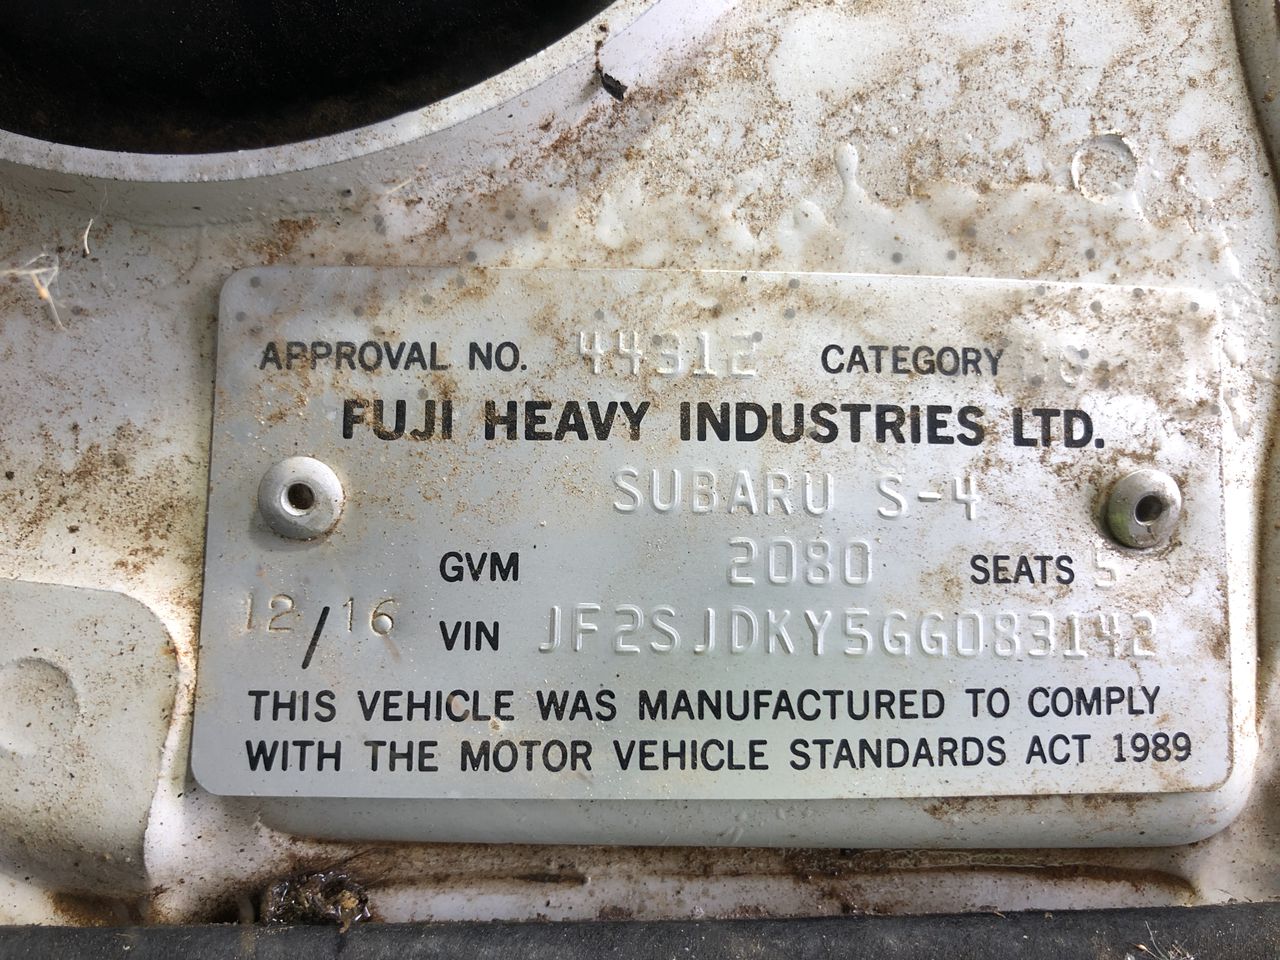 APPROVAL NO. 44312 CATEGORY
FUJI HEAVY INDUSTRIES LTD.
SUBARU S-4
GVM 2080 SEATS 5
12/16 VIN JF2SJDKY5GG083142
THIS VEHICLE WAS MANUFACTURED TO COMPLY
WITH THE MOTOR VEHICLE STANDARDS ACT 1989